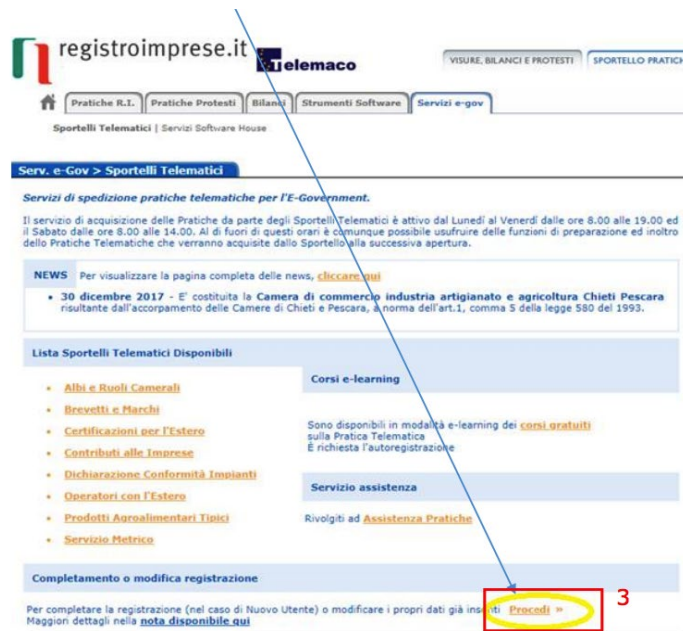 registroimprese.it
Telemaco
VISURE, BILANCI E PROTESTI
SPORTELLO PRATICH
Pratiche R.I.
Pratiche Protesti
Bilanci
Strumenti Software
Servizi e-gov
Sportelli Telematici | Servizi Software House
Serv. e-Gov > Sportelli Telematici
Servizi di spedizione pratiche telematiche per l'E-Government.
Il servizio di acquisizione delle Pratiche da parte degli Sportelli Telematici è attivo dal Lunedì al Venerdì dalle ore 8.00 alle 19.00 ed
il Sabato dalle ore 8.00 alle 14.00. Al di fuori di questi orari è comunque possibile usufruire delle funzioni di preparazione ed inoltro
dello Pratiche Telematiche che verranno acquisite dallo Sportello alla successiva apertura.
NEWS Per visualizzare la pagina completa delle news, cliccare qui
• 30 dicembre 2017 - E' costituita la Camera di commercio industria artigianato e agricoltura Chieti Pescara
risultante dall'accorpamento delle Camere di Chieti e Pescara, a norma dell'art.1, comma 5 della legge 580 del 1993.
Lista Sportelli Telematici Disponibili
• Albi e Ruoli Camerali
• Brevetti e Marchi
• Certificazioni per l'Estero
• Contributi alle Imprese
• Dichiarazione Conformità Impianti
• Operatori con l'Estero
• Prodotti Agroalimentari Tipici
• Servizio Metrico
Corsi e-learning
Sono disponibili in modalità e-learning dei corsi gratuiti
sulla Pratica Telematica
È richiesta l'autoregistrazione
Servizio assistenza
Rivolgiti ad Assistenza Pratiche
Completamento o modifica registrazione
Per completare la registrazione (nel caso di Nuovo Utente) o modificare i propri dati già inseriti Procedi »
Maggiori dettagli nella nota disponibile qui
3